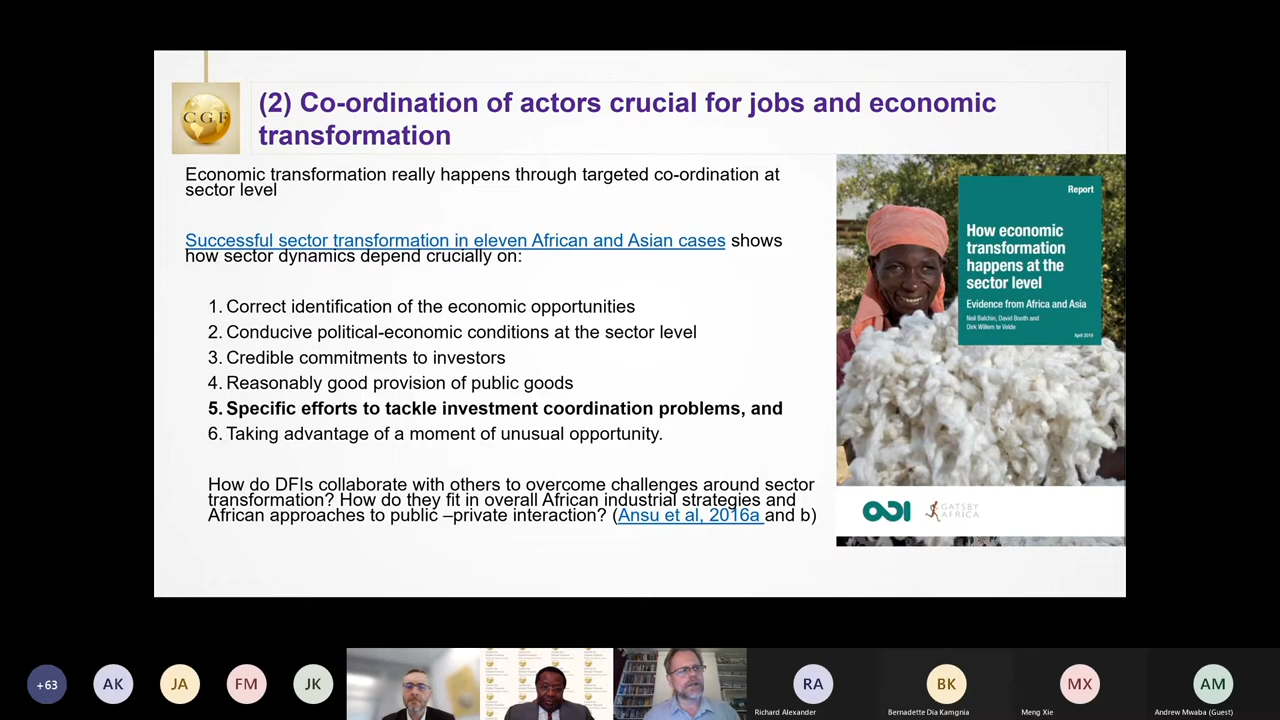 CGF
(2) Co-ordination of actors crucial for jobs and economic
transformation
Economic transformation really happens through targeted co-ordination at
sector level
Successful sector transformation in eleven African and Asian cases shows
how sector dynamics depend crucially on:
1. Correct identification of the economic opportunities
2. Conducive political-economic conditions at the sector level
3. Credible commitments to investors
4. Reasonably good provision of public goods
5. Specific efforts to tackle investment coordination problems, and
6. Taking advantage of a moment of unusual opportunity.
How do DFIs collaborate with others to overcome challenges around sector
transformation? How do they fit in overall African industrial strategies and
African approaches to public –private interaction? (Ansu et al, 2016a and b)
Report
How economic
transformation
happens at the
sector level
Evidence from Africa and Asia
Neil Balchin, David Booth and
Dirk Willem te Velde
April 2019
ODI
GATSBY
AFRICA
+63
AK
JA
FM
JK
RA
BK
MX
AM
Richard Alexander
Bernadette Dia Kamgnia
Meng Xie
Andrew Mwaba (Guest)